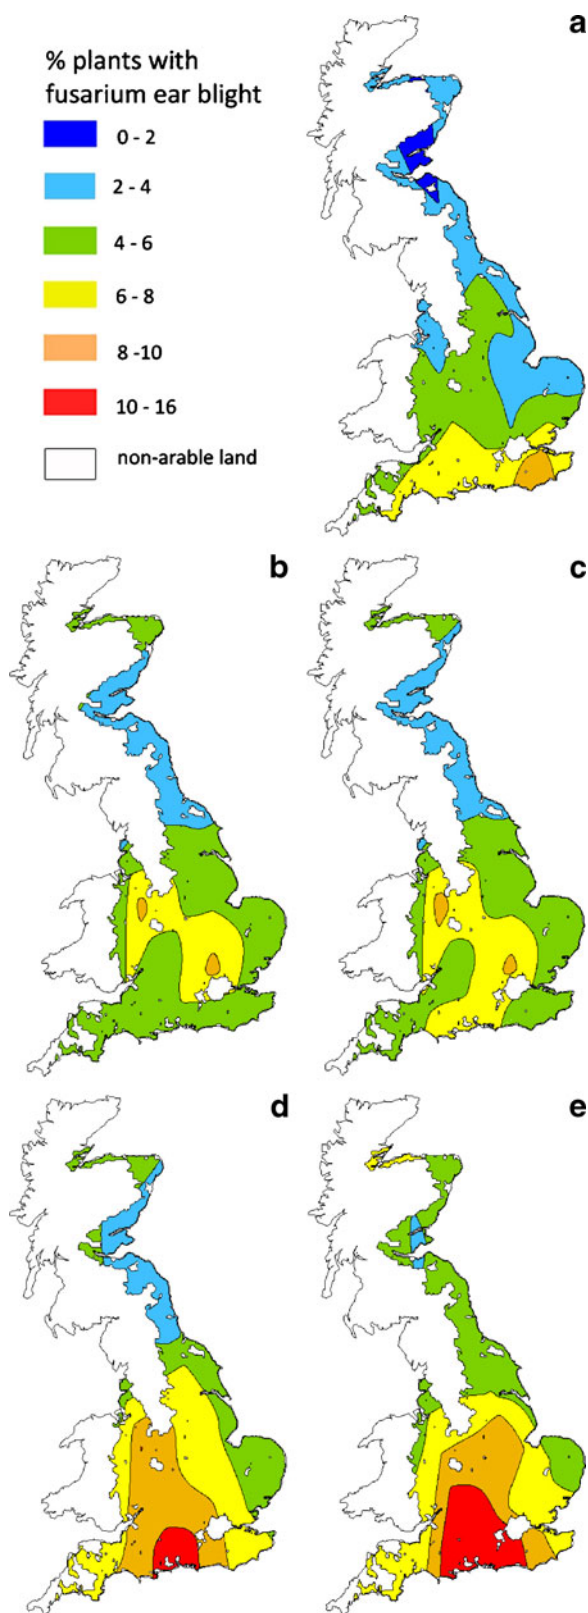 a
% plants with
fusarium ear blight
0 - 2
2 - 4
4 - 6
6 - 8
8 -10
10 - 16
non-arable land
b
c
d
e